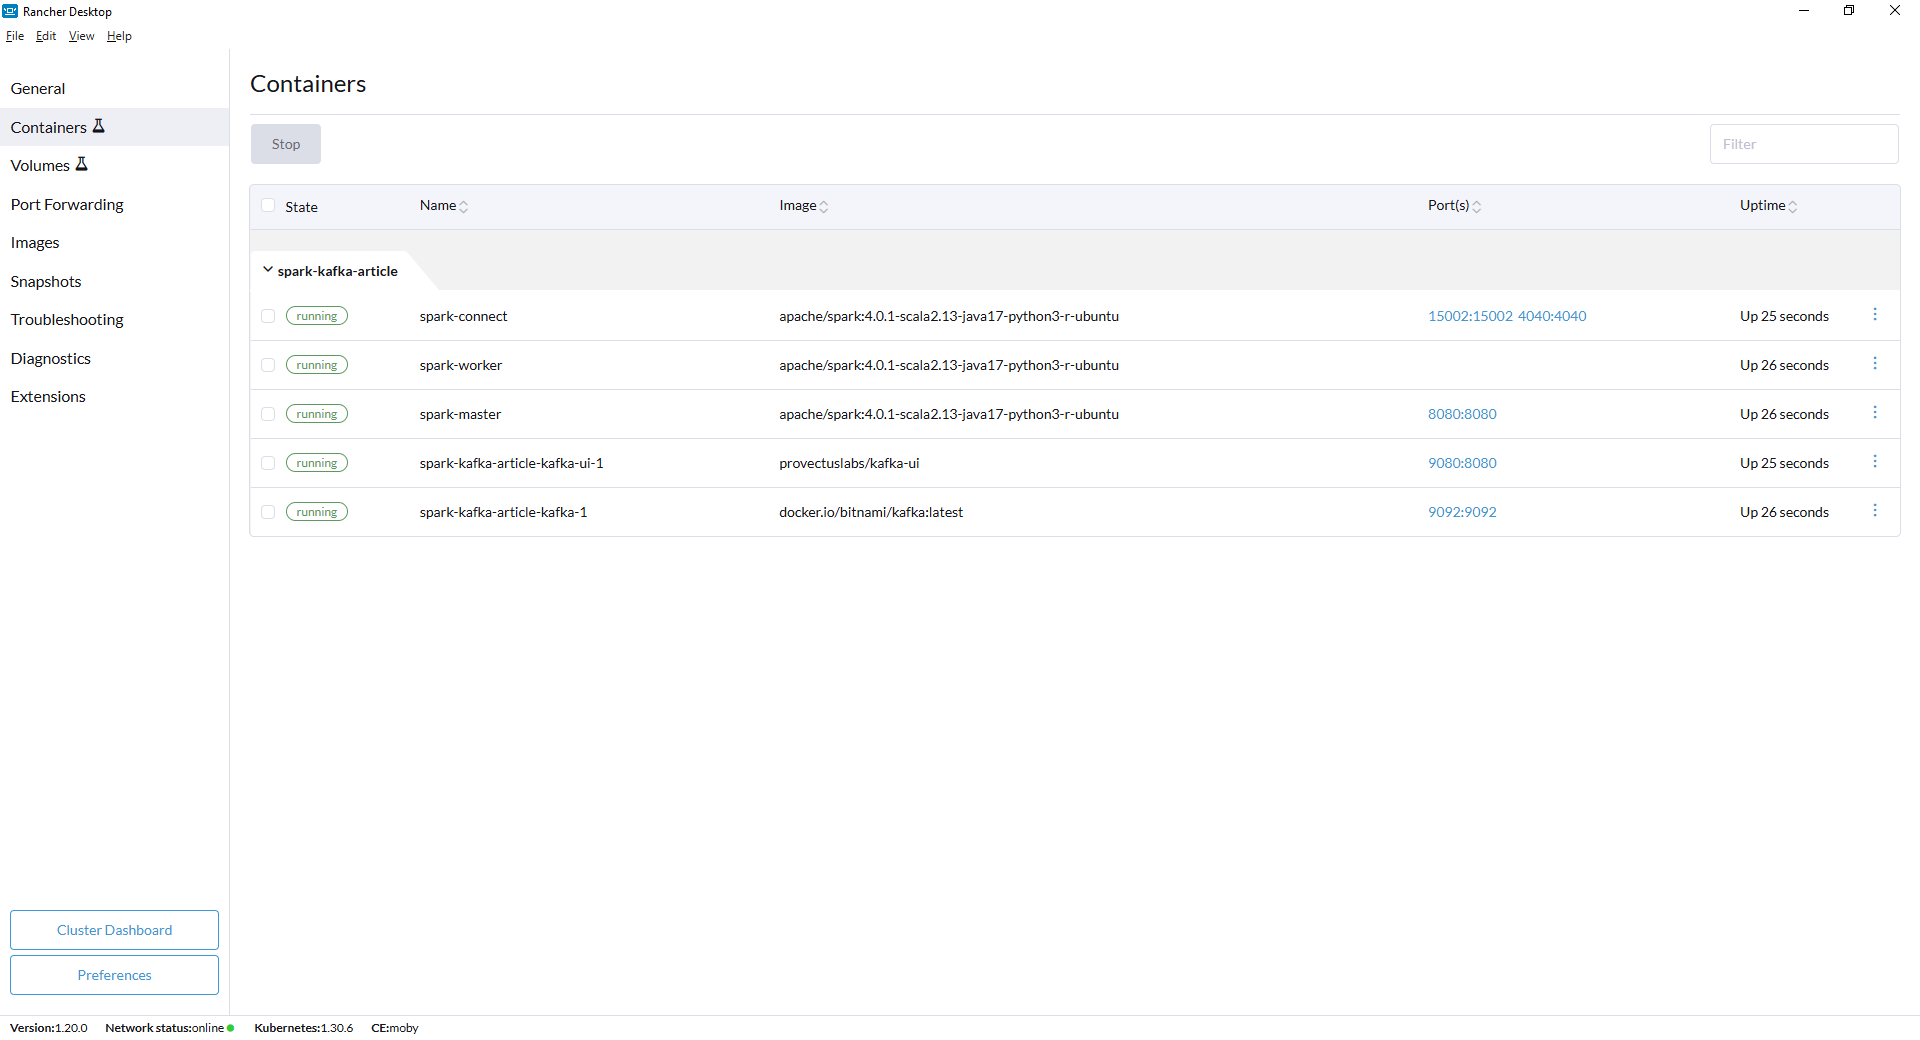 Rancher Desktop
File Edit View Help
General
Containers
Volumes
Port Forwarding
Images
Snapshots
Troubleshooting
Diagnostics
Extensions
Cluster Dashboard
Preferences
Containers
Stop
Filter
State Name Image Port(s) Uptime
spark-kafka-article
running spark-connect apache/spark:4.0.1-scala2.13-java17-python3-r-ubuntu 15002:15002 4040:4040 Up 25 seconds
running spark-worker apache/spark:4.0.1-scala2.13-java17-python3-r-ubuntu Up 26 seconds
running spark-master apache/spark:4.0.1-scala2.13-java17-python3-r-ubuntu 8080:8080 Up 26 seconds
running spark-kafka-article-kafka-ui-1 provectuslabs/kafka-ui 9080:8080 Up 25 seconds
running spark-kafka-article-kafka-1 docker.io/bitnami/kafka:latest 9092:9092 Up 26 seconds
Version:1.20.0 Network status:online Kubernetes:1.30.6 CE:moby